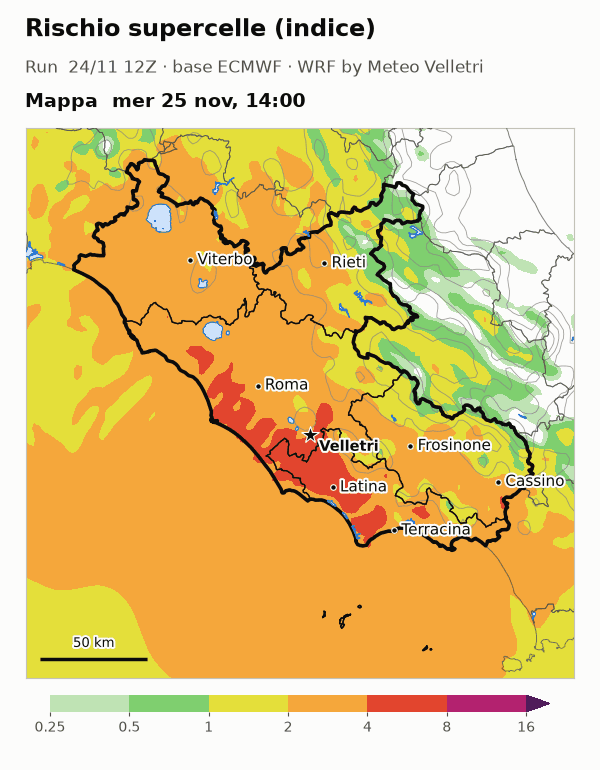 Rischio supercelle (indice)
Run  24/11 12Z · base ECMWF · WRF by Meteo Velletri
Mappa  mer 25 nov, 14:00
Viterbo
Rieti
Roma
Velletri
Frosinone
Cassino
Latina
Terracina
50 km
0.25 0.5 1 2 4 8 16